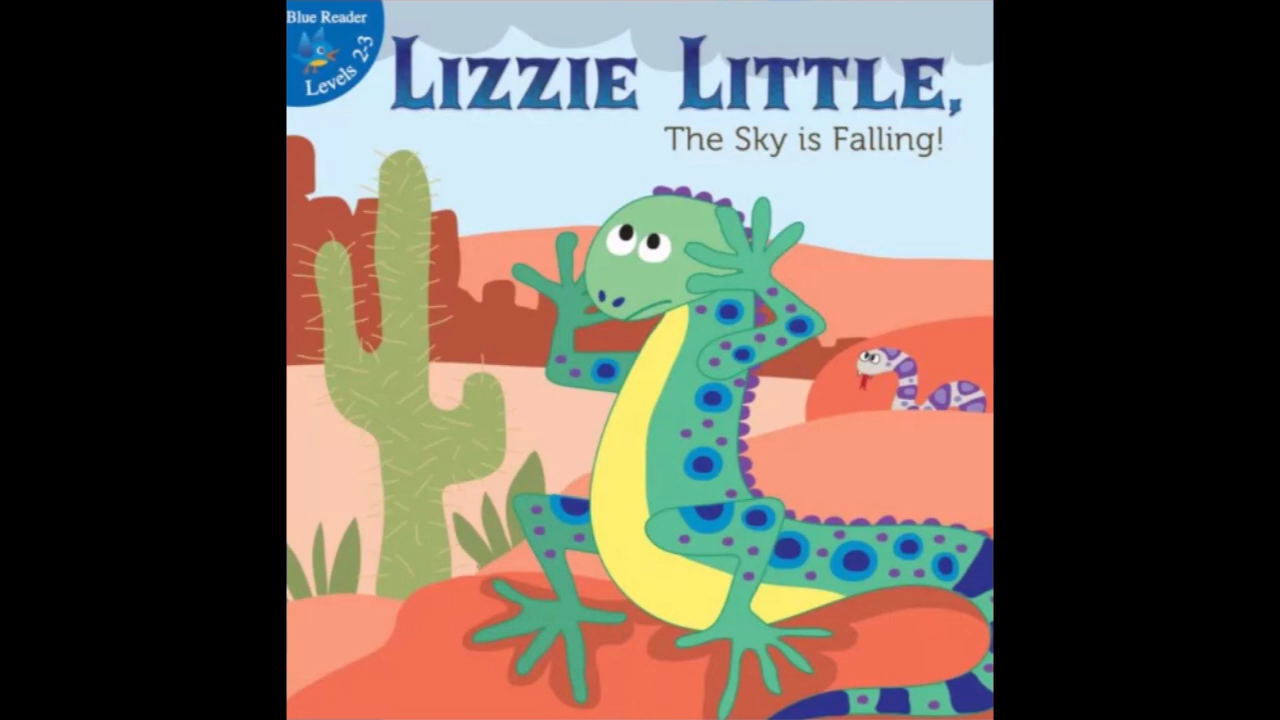 Blue Reader
Levels 2-3
LIZZIE LITTLE,
The Sky is Falling!